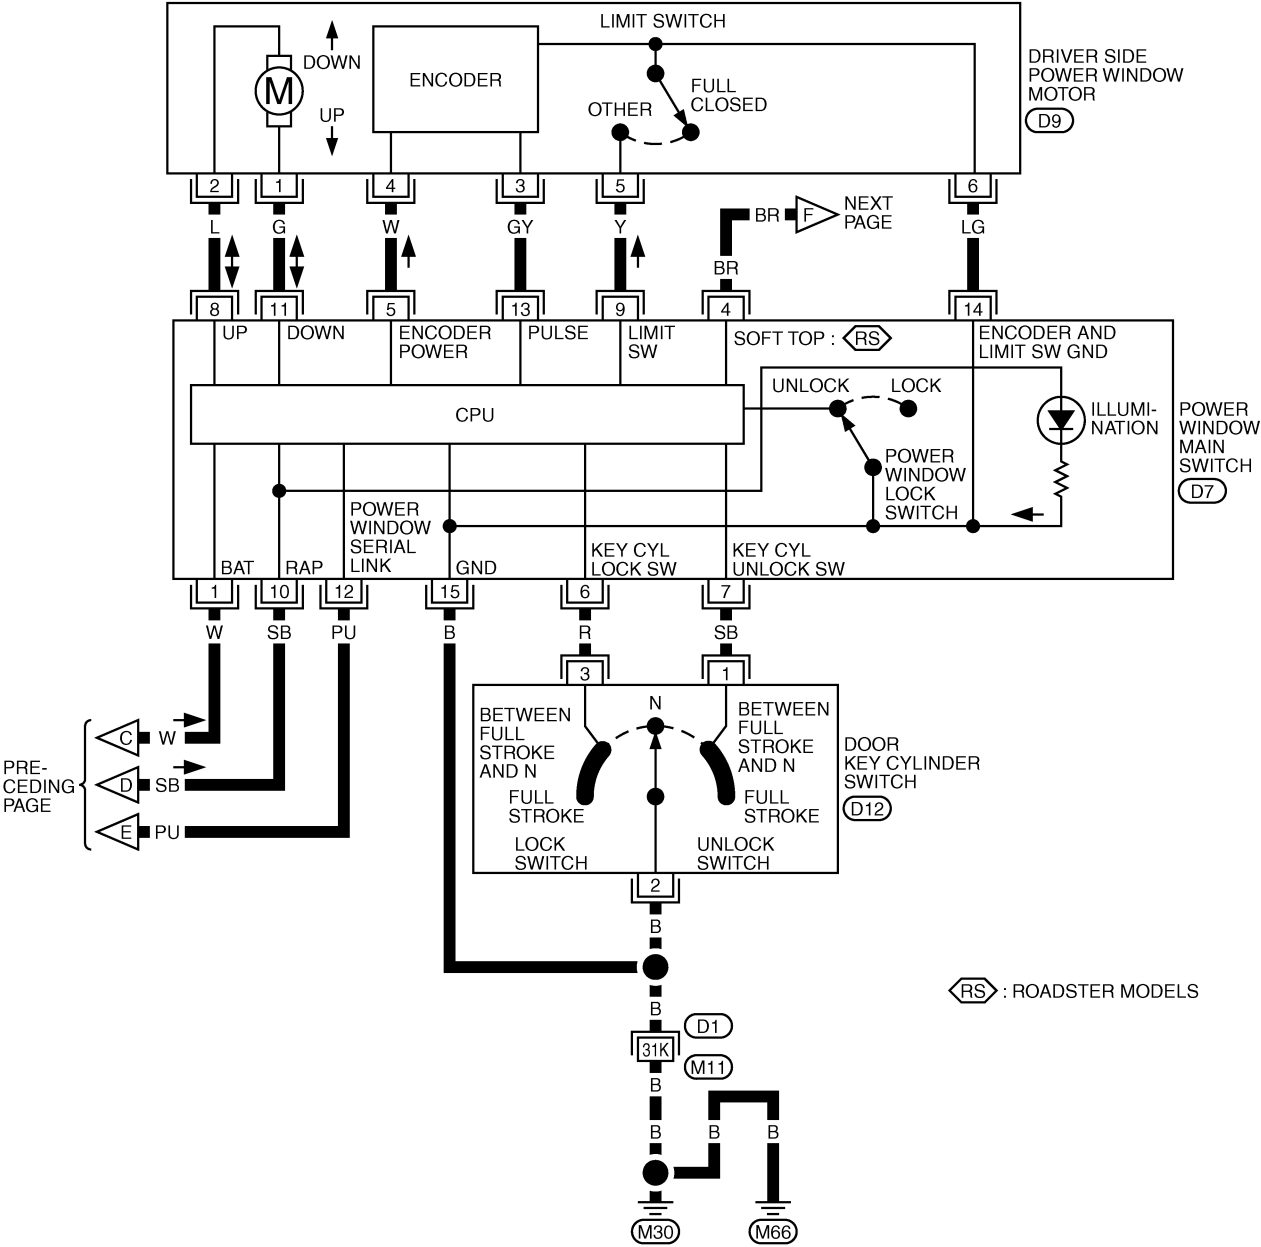 LIMIT SWITCH
M
DOWN
UP
ENCODER
FULL
CLOSED
OTHER
DRIVER SIDE
POWER WINDOW
MOTOR
D9
2
1
4
3
5
6
L
G
W
GY
Y
BR
F
NEXT
PAGE
LG
BR
8
11
5
13
9
4
14
UP
DOWN
ENCODER
POWER
PULSE
LIMIT
SW
SOFT TOP :
RS
ENCODER AND
LIMIT SW GND
CPU
UNLOCK
LOCK
ILLUMI-
NATION
POWER
WINDOW
LOCK
SWITCH
POWER
WINDOW
MAIN
SWITCH
D7
POWER
WINDOW
SERIAL
LINK
BAT
RAP
GND
KEY CYL
LOCK SW
KEY CYL
UNLOCK SW
1
10
12
15
6
7
W
SB
PU
B
R
SB
3
1
PRE-
CEDING
PAGE
C
W
D
SB
E
PU
N
BETWEEN
FULL
STROKE
AND N
FULL
STROKE
LOCK
SWITCH
BETWEEN
FULL
STROKE
AND N
FULL
STROKE
UNLOCK
SWITCH
DOOR
KEY CYLINDER
SWITCH
D12
2
B
B
D1
31K
M11
B
B
B
B
M30
M66
RS
: ROADSTER MODELS